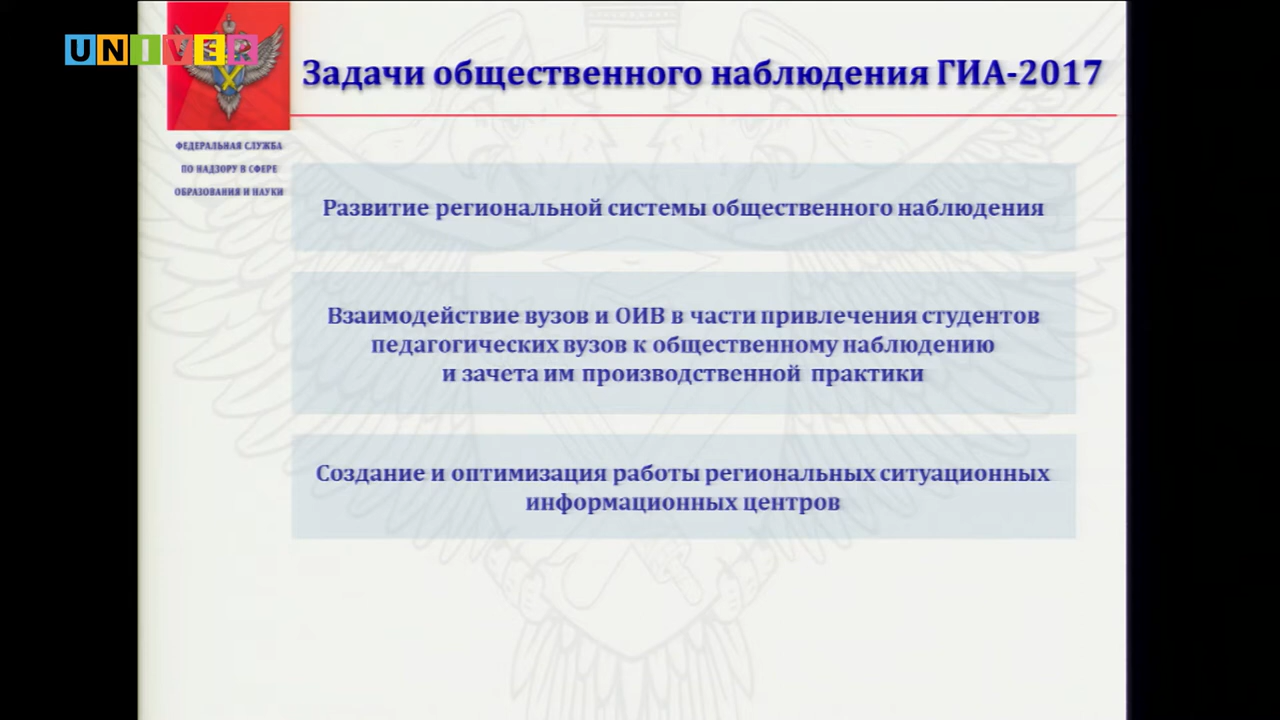 UNIVER
Задачи общественного наблюдения ГИА-2017
ФЕДЕРАЛЬНАЯ СЛУЖБА
ПО НАДЗОРУ В СФЕРЕ
ОБРАЗОВАНИЯ И НАУКИ
Развитие региональной системы общественного наблюдения
Взаимодействие вузов и ОИВ в части привлечения студентов
педагогических вузов к общественному наблюдению
и зачета им производственной практики
Создание и оптимизация работы региональных ситуационных
информационных центров